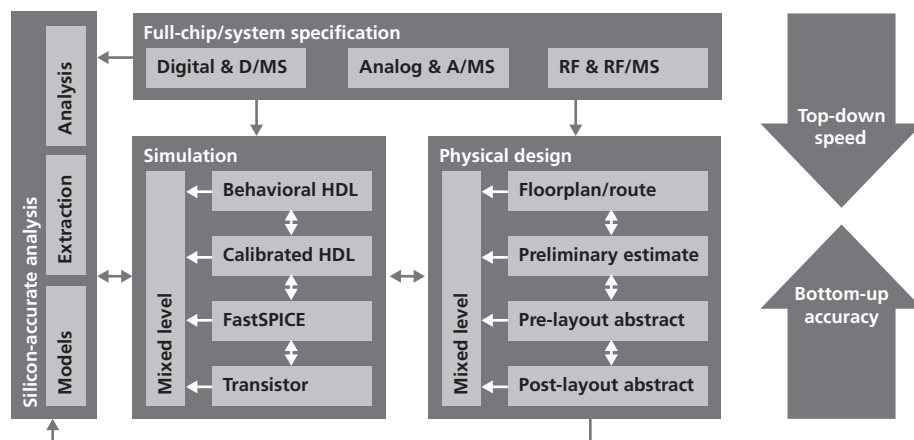 Silicon-accurate analysis
Analysis
Extraction
Models
Full-chip/system specification
Digital & D/MS
Analog & A/MS
RF & RF/MS
Simulation
Mixed level
Behavioral HDL
Calibrated HDL
FastSPICE
Transistor
Physical design
Mixed level
Floorplan/route
Preliminary estimate
Pre-layout abstract
Post-layout abstract
Top-down
speed
Bottom-up
accuracy